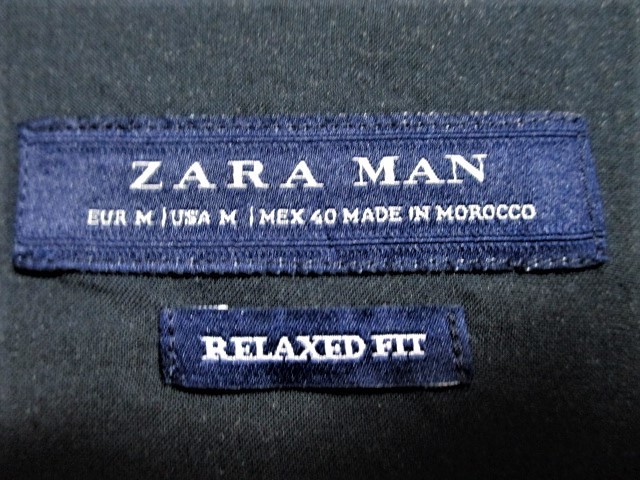 ZARA MAN
EUR M | USA M | MEX 40 MADE IN MOROCCO
RELAXED FIT